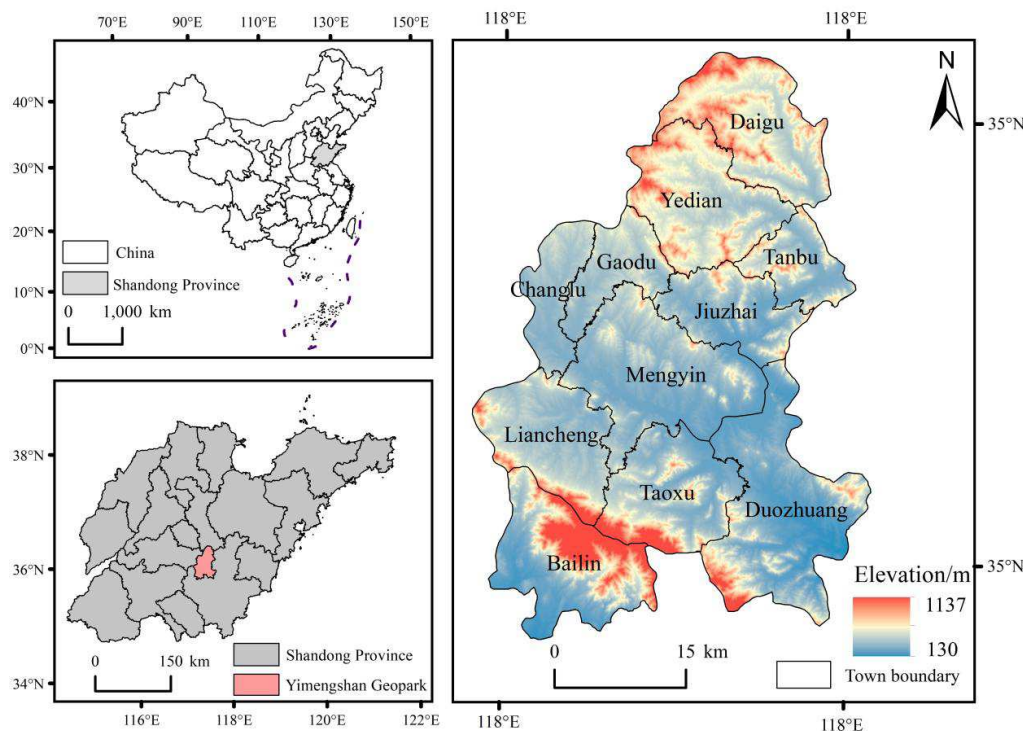 70°E 90°E 110°E 130°E 150°E
40°N
30°N
20°N
10°N
0°N
China
Shandong Province
0 1,000 km
38°N
36°N
34°N
0 150 km
Shandong Province
Yimengshan Geopark
116°E 118°E 120°E 122°E
118°E 118°E
N
35°N
35°N
Daigu
Yedian
Tanbu
Gaodu
Changlu
Jiuzhai
Mengyin
Liancheng
Taoxu
Duozhuang
Bailin
Elevation/m
1137
130
0 15 km
Town boundary
118°E 118°E